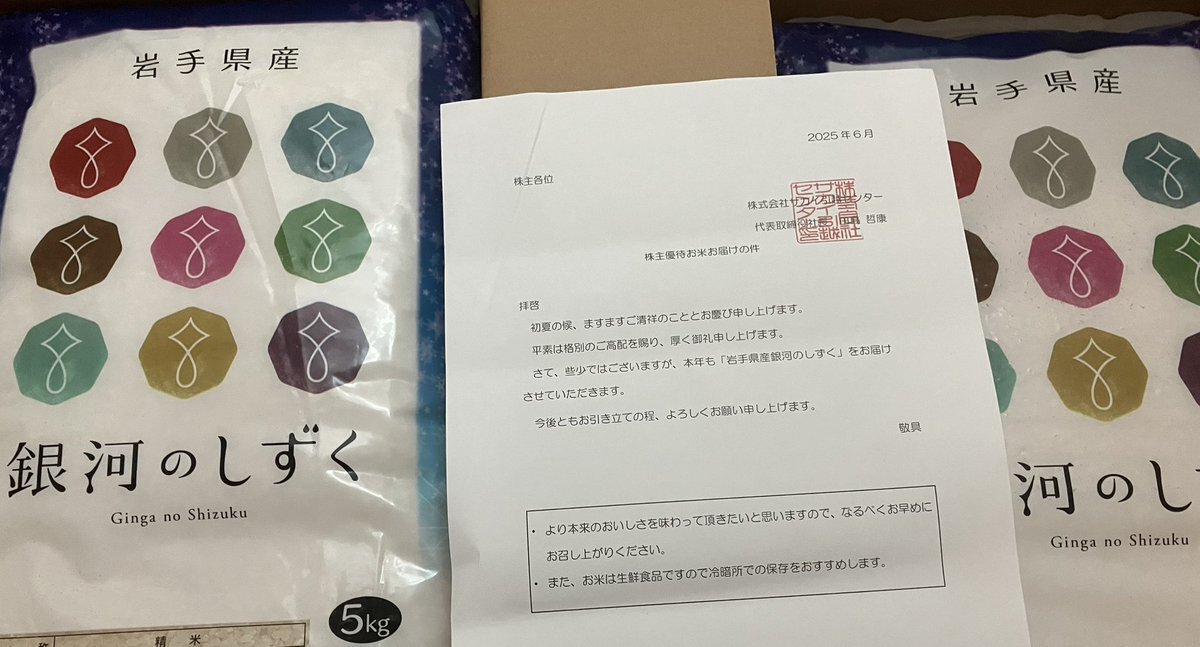 岩手県産
銀河のしずく
Ginga no Shizuku
5kg
精米
2025年6月
株主各位
株式会社サカイ引越センター
代表取締役社長 哲康
株主優待お米お届けの件
拝啓
初夏の候、ますますご清祥のこととお慶び申し上げます。
平素は格別のご高配を賜り、厚く御礼申し上げます。
さて、些少ではございますが、本年も「岩手県産銀河のしずく」をお届け
させていただきます。
今後ともお引き立ての程、よろしくお願い申し上げます。
敬具
・より本来のおいしさを味わって頂きたいと思いますので、なるべくお早めに
お召し上がりください。
・また、お米は生鮮食品ですので冷暗所での保存をおすすめします。
岩手県産
河のし
Ginga no Shizuku